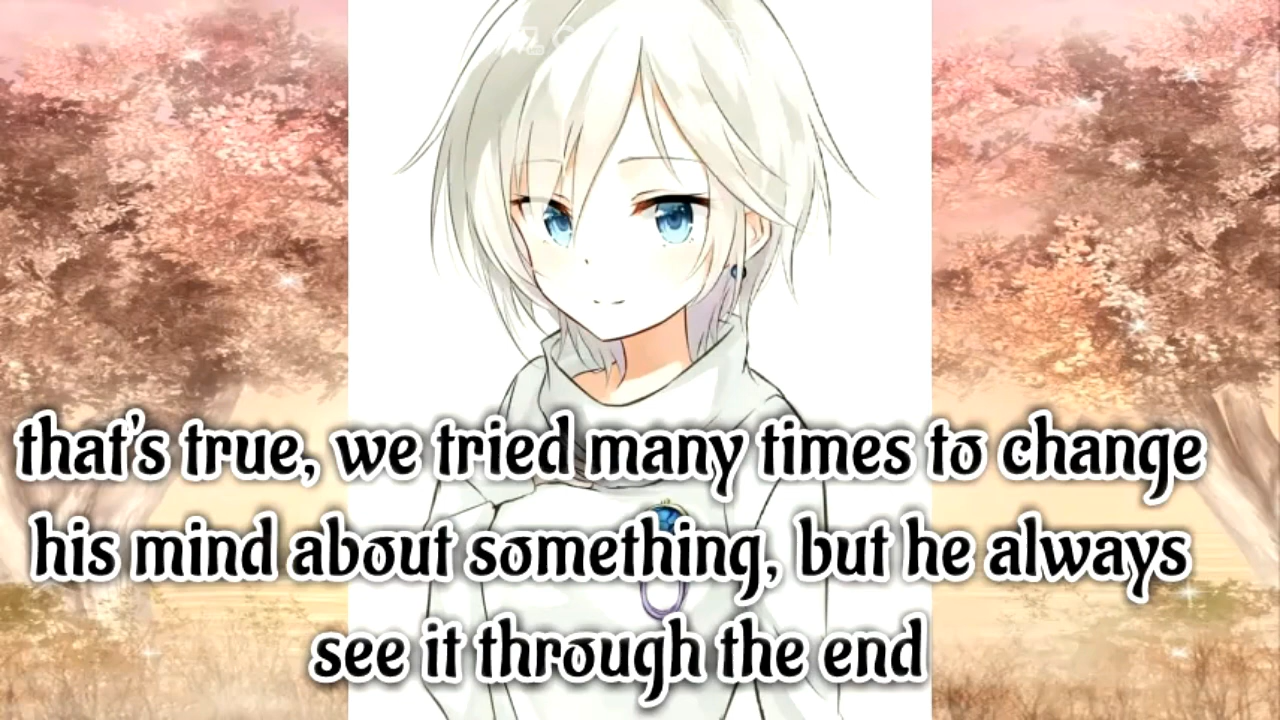 that's true, we tried many times to change
his mind about something, but he always
see it through the end